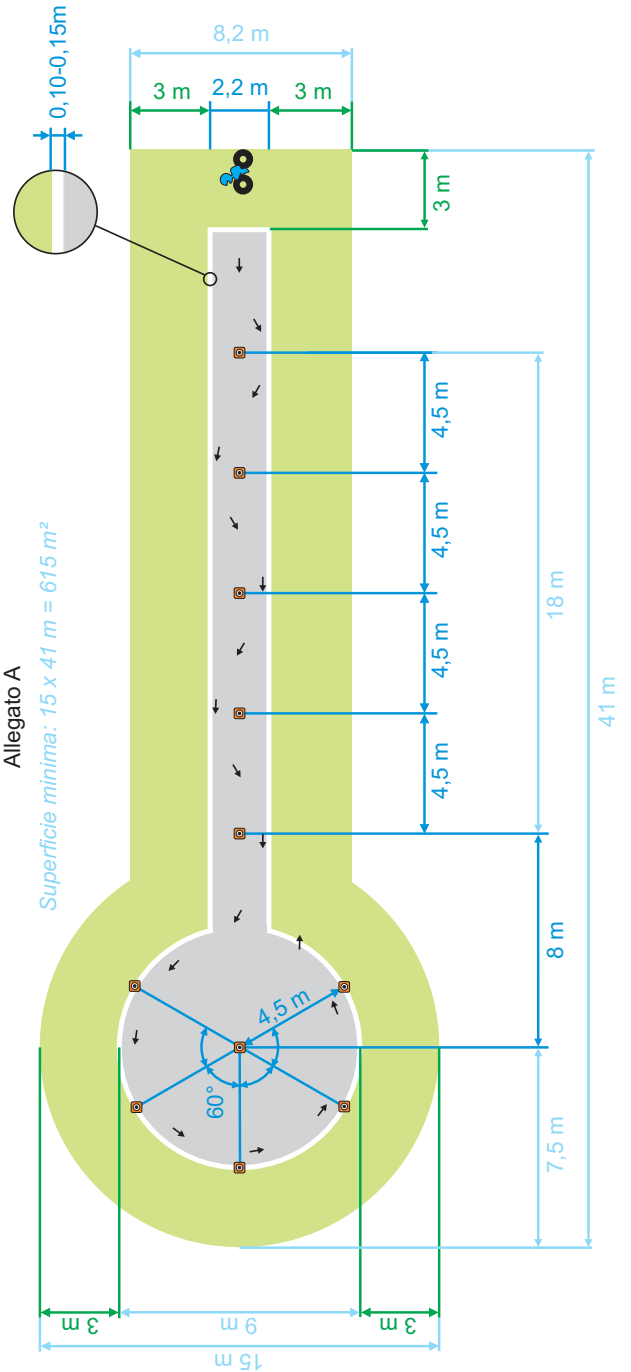 Allegato A
Superficie minima: 15 x 41 m = 615 m²
0,10-0,15m
8,2 m
3 m
2,2 m
3 m
3 m
4,5 m
4,5 m
4,5 m
4,5 m
18 m
41 m
8 m
7,5 m
4,5 m
60°
3 m
9 m
3 m
15 m